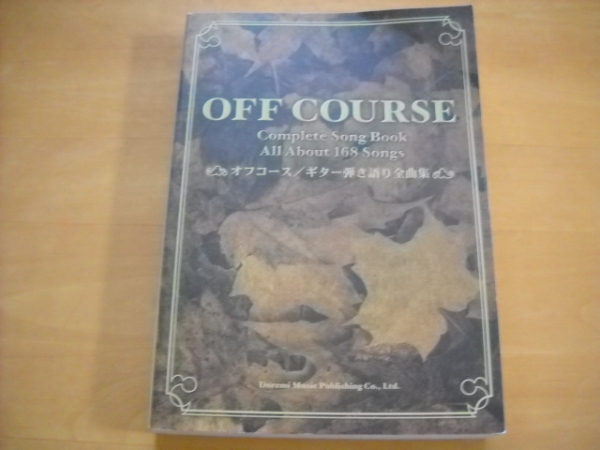 OFF COURSE
Complete Song Book
All About 168 Songs
オフコース／ギター弾き語り全曲集
Doremi Music Publishing Co., Ltd.